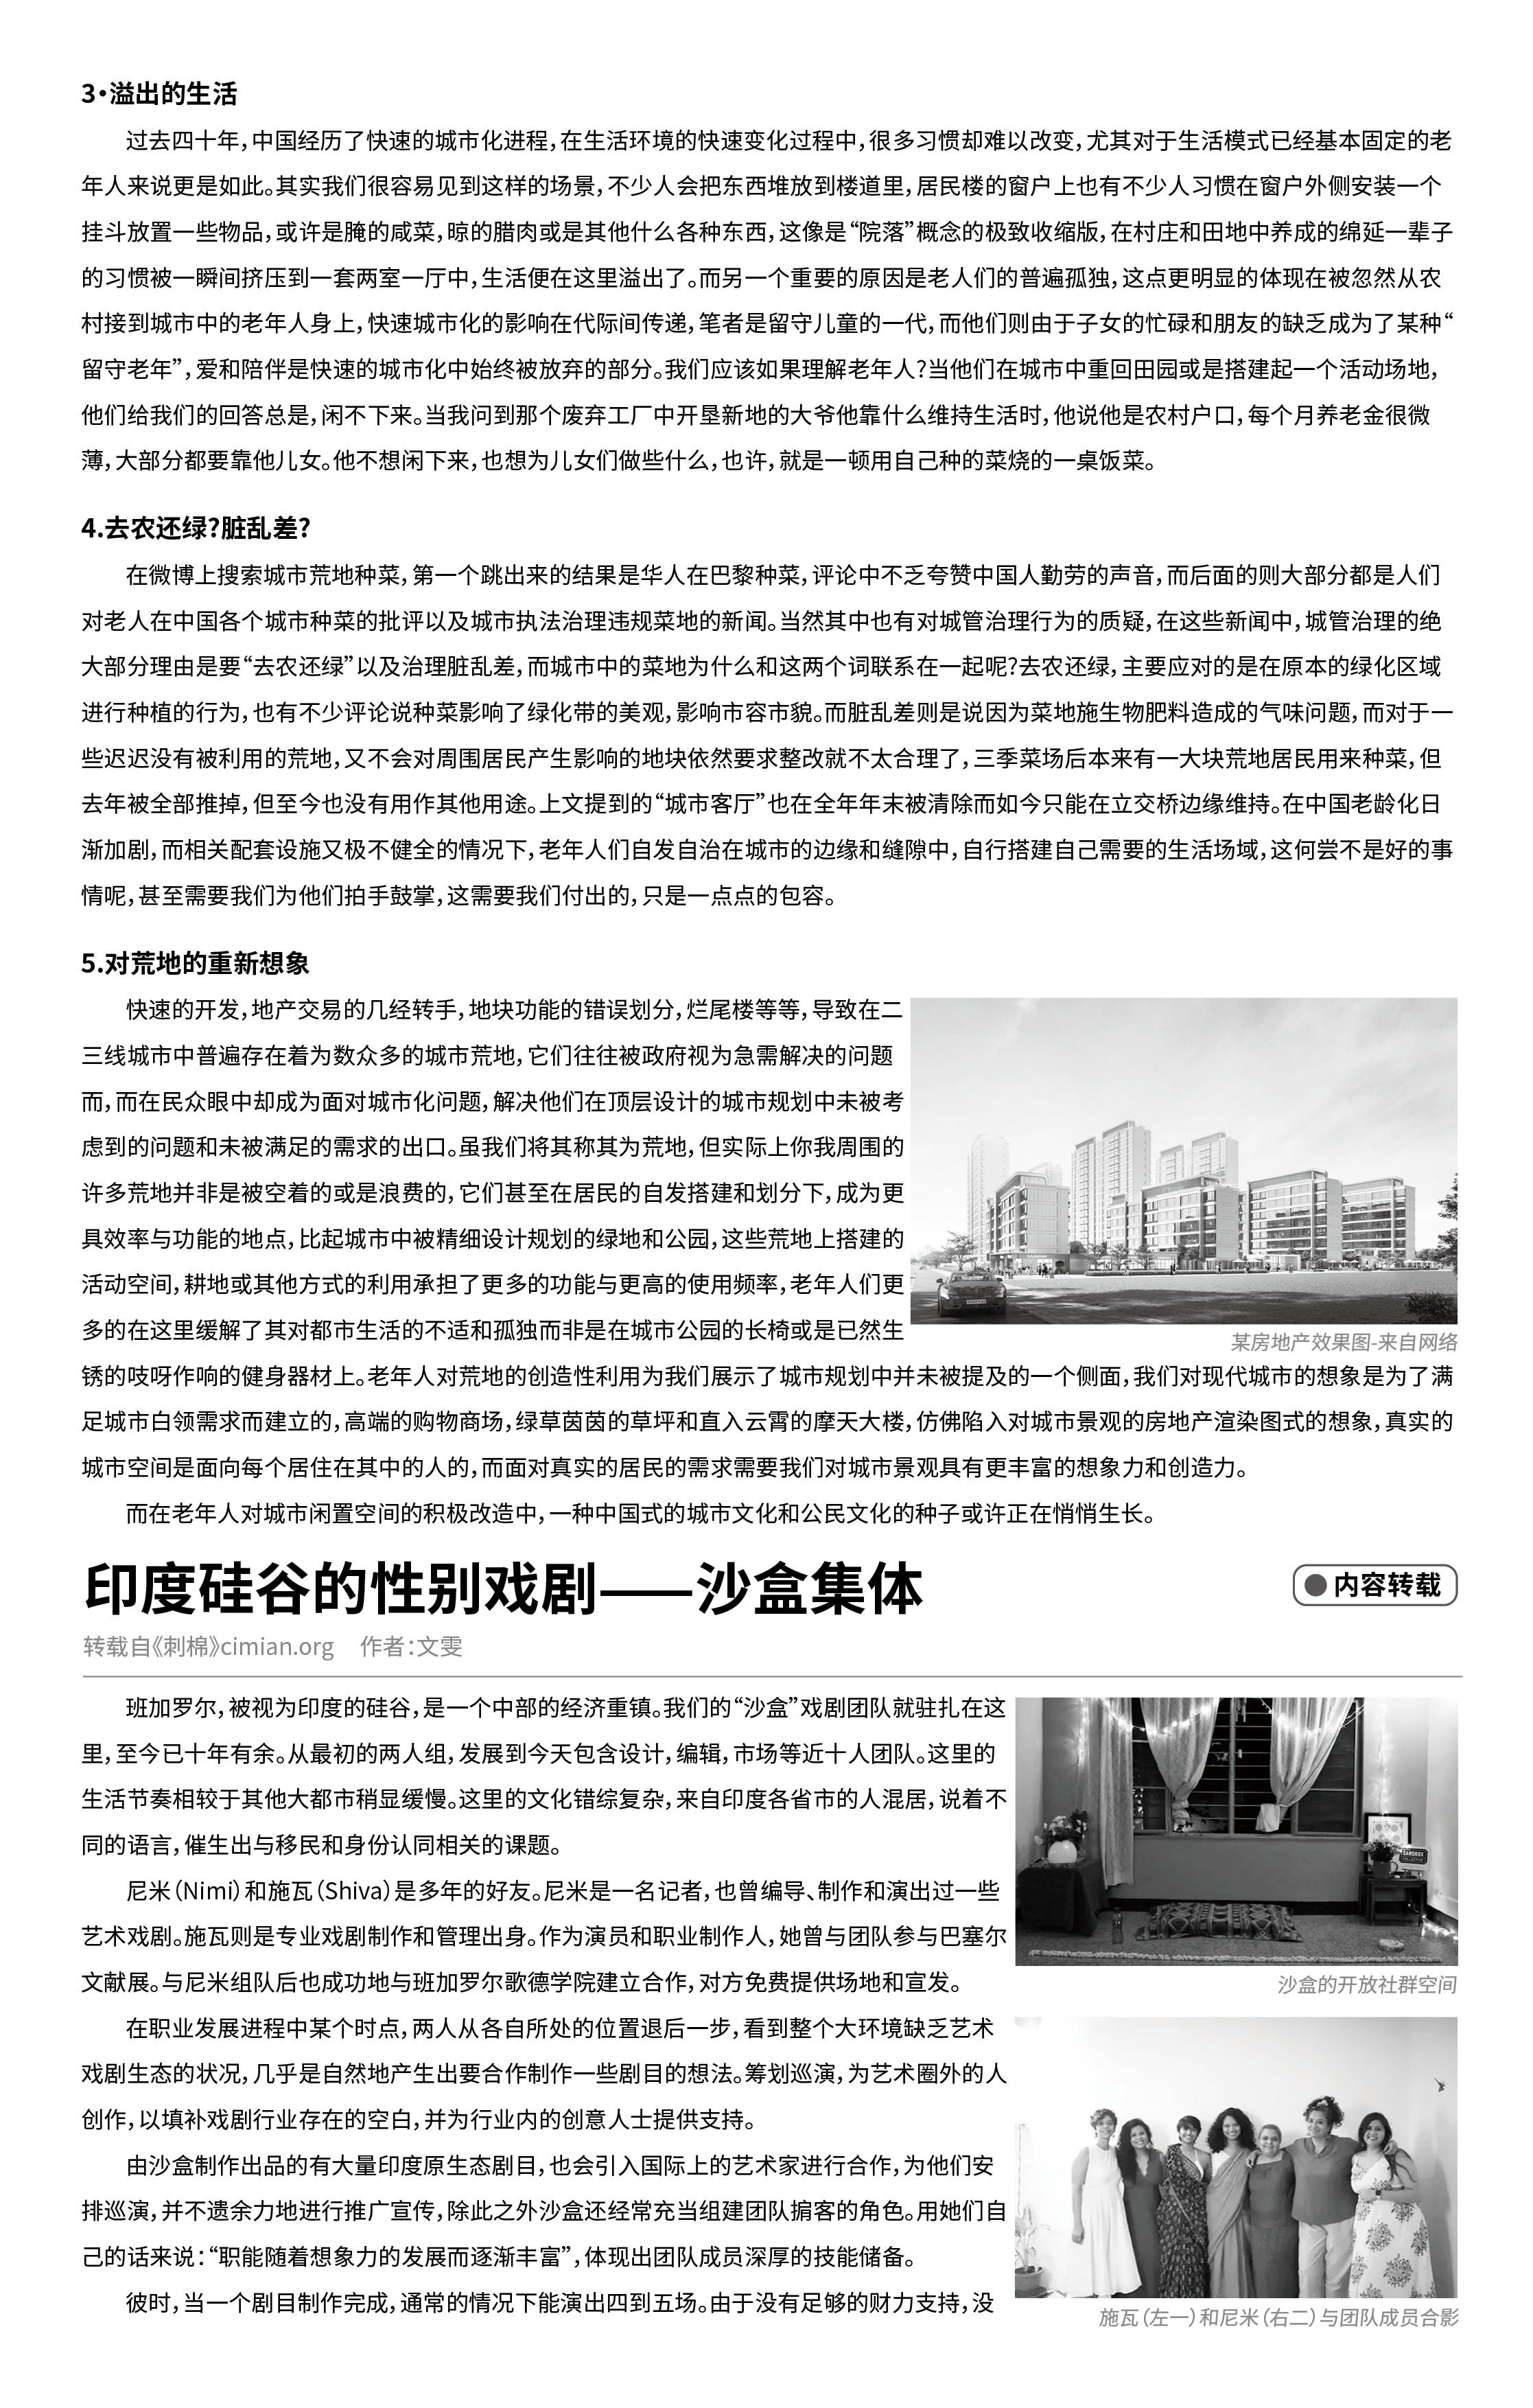 3·溢出的生活
过去四十年，中国经历了快速的城市化进程，在生活环境的快速变化过程中，很多习惯却难以改变，尤其对于生活模式已经基本固定的老
年人来说更是如此。其实我们很容易见到这样的场景，不少人会把东西堆放到楼道里，居民楼的窗户上也有不少人习惯在窗户外侧安装一个
挂斗放置一些物品，或许是腌的咸菜，晾的腊肉或是其他什么各种东西，这像是“院落”概念的极致收缩版，在村庄和田地中养成的绵延一辈子
的习惯被一瞬间挤压到一套两室一厅中，生活便在这里溢出了。而另一个重要的原因是老人们的普遍孤独，这点更明显的体现在被忽然从农
村接到城市中的老年人身上，快速城市化的影响在代际间传递，笔者是留守儿童的一代，而他们则由于子女的忙碌和朋友的缺乏成为了某种“
留守老年”，爱和陪伴是快速的城市化中始终被放弃的部分。我们应该如果理解老年人？当他们在城市中重回田园或是搭建起一个活动场地，
他们给我们的回答总是，闲不下来。当我问到那个废弃工厂中开垦新地的大爷他靠什么维持生活时，他说他是农村户口，每个月养老金很微
薄，大部分都要靠他儿女。他不想闲下来，也想为儿女们做些什么，也许，就是一顿用自己种的菜烧的一桌饭菜。
4.去农还绿？脏乱差？
在微博上搜索城市荒地种菜，第一个跳出来的结果是华人在巴黎种菜，评论中不乏夸赞中国人勤劳的声音，而后面的则大部分都是人们
对老人在中国各个城市种菜的批评以及城市执法治理违规菜地的新闻。当然其中也有对城管治理行为的质疑，在这些新闻中，城管治理的绝
大部分理由是要“去农还绿”以及治理脏乱差，而城市中的菜地为什么和这两个词联系在一起呢？去农还绿，主要应对的是在原本的绿化区域
进行种植的行为，也有不少评论说种菜影响了绿化带的美观，影响市容市貌。而脏乱差则是说因为菜地施生物肥料造成的气味问题，而对于一
些迟迟没有被利用的荒地，又不会对周围居民产生影响的地块依然要求整改就不太合理了，三季菜场后本来有一大块荒地居民用来种菜，但
去年被全部推掉，但至今也没有用作其他用途。上文提到的“城市客厅”也在全年年末被清除而如今只能在立交桥边缘维持。在中国老龄化日
渐加剧，而相关配套设施又极不健全的情况下，老年人们自发自治在城市的边缘和缝隙中，自行搭建自己需要的生活场域，这何尝不是好的事
情呢，甚至需要我们为他们拍手鼓掌，这需要我们付出的，只是一点点的包容。
5.对荒地的重新想象
快速的开发，地产交易的几经转手，地块功能的错误划分，烂尾楼等等，导致在二
三线城市中普遍存在着为数众多的城市荒地，它们往往被政府视为急需解决的问题
而，而在民众眼中却成为面对城市化问题，解决他们在顶层设计的城市规划中未被考
虑到的问题和未被满足的需求的出口。虽我们将其称其为荒地，但实际上你我周围的
许多荒地并非是被空着的或是浪费的，它们甚至在居民的自发搭建和划分下，成为更
具效率与功能的地点，比起城市中被精细设计规划的绿地和公园，这些荒地上搭建的
活动空间，耕地或其他方式的利用承担了更多的功能与更高的使用频率，老年人们更
多的在这里缓解了其对都市生活的不适和孤独而非是在城市公园的长椅或是已然生
某房地产效果图-来自网络
锈的吱呀作响的健身器材上。老年人对荒地的创造性利用为我们展示了城市规划中并未被提及的一个侧面，我们对现代城市的想象是为了满
足城市白领需求而建立的，高端的购物商场，绿草茵茵的草坪和直入云霄的摩天大楼，仿佛陷入对城市景观的房地产渲染图式的想象，真实的
城市空间是面向每个居住在其中的人的，而面对真实的居民的需求需要我们对城市景观具有更丰富的想象力和创造力。
而在老年人对城市闲置空间的积极改造中，一种中国式的城市文化和公民文化的种子或许正在悄悄生长。
印度硅谷的性别戏剧——沙盒集体
内容转载
转载自《刺棉》cimian.org 作者：文雯
班加罗尔，被视为印度的硅谷，是一个中部的经济重镇。我们的“沙盒”戏剧团队就驻扎在这
里，至今已十年有余。从最初的两人组，发展到今天包含设计，编辑，市场等近十人团队。这里的
生活节奏相较于其他大都市稍显缓慢。这里的文化错综复杂，来自印度各省市的人混居，说着不
同的语言，催生出与移民和身份认同相关的课题。
尼米（Nimi）和施瓦（Shiva）是多年的好友。尼米是一名记者，也曾编导、制作和演出过一些
艺术戏剧。施瓦则是专业戏剧制作和管理出身。作为演员和职业制作人，她曾与团队参与巴塞尔
文献展。与尼米组队后也成功地与班加罗尔歌德学院建立合作，对方免费提供场地和宣发。
SANDBOX
沙盒的开放社群空间
在职业发展进程中某个时点，两人从各自所处的位置退后一步，看到整个大环境缺乏艺术
戏剧生态的状况，几乎是自然地产生出要合作制作一些剧目的想法。筹划巡演，为艺术圈外的人
创作，以填补戏剧行业存在的空白，并为行业内的创意人士提供支持。
由沙盒制作出品的有大量印度原生态剧目，也会引入国际上的艺术家进行合作，为他们安
排巡演，并不遗余力地进行推广宣传，除此之外沙盒还经常充当组建团队掮客的角色。用她们自
己的话来说：“职能随着想象力的发展而逐渐丰富”，体现出团队成员深厚的技能储备。
彼时，当一个剧目制作完成，通常的情况下能演出四到五场。由于没有足够的财力支持，没
施瓦（左一）和尼米（右二）与团队成员合影